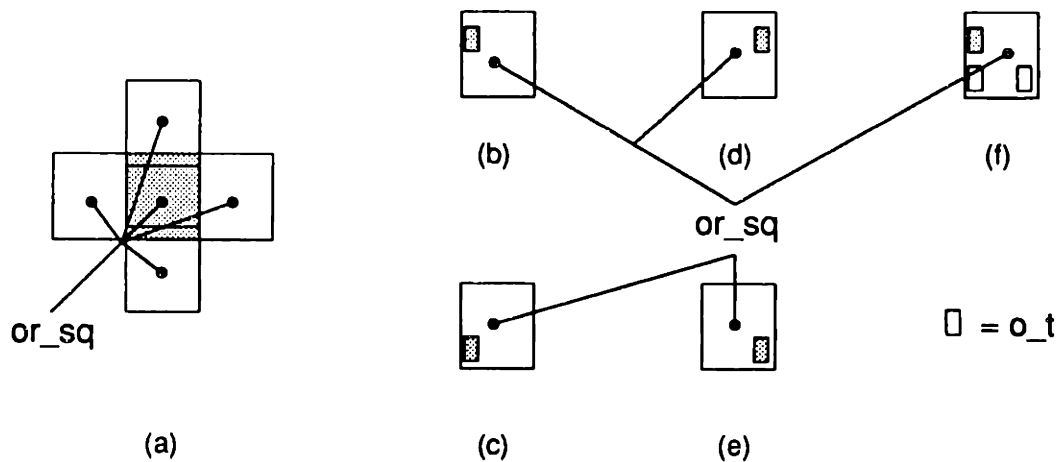 (b)
(d)
(f)
or_sq
or_sq
= o_t
(a)
(c)
(e)